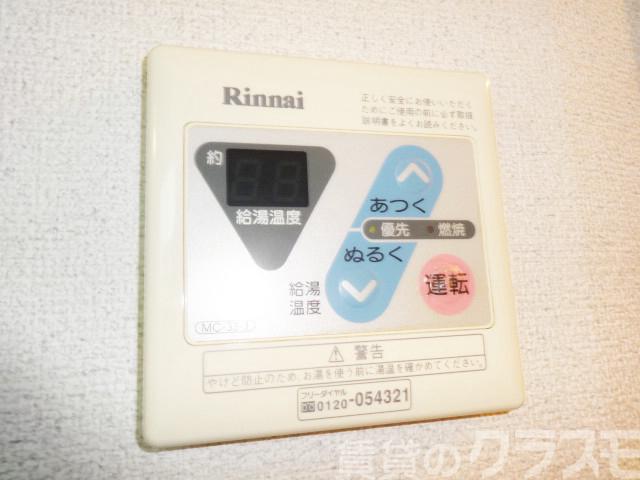 Rinnai
正しく安全にお使いいただく
ためにご使用の前に必ず取扱
説明書をよくお読みください。
約
給湯温度
あつく
優先 燃焼
ぬるく
給湯
温度
運転
⚠ 警告
やけど防止のため、お湯を使う前に湯温を確かめてください。
フリーダイヤル
0120-054321
賃貸のクラスモ